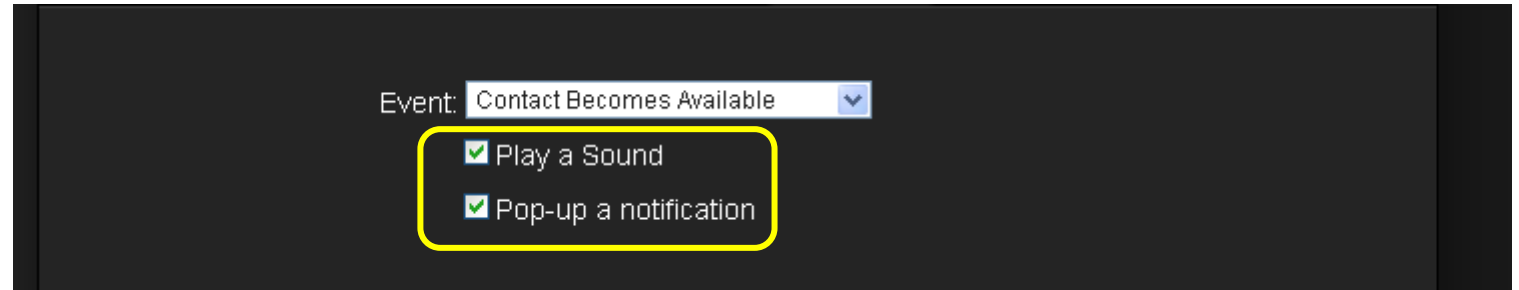 Event: Contact Becomes Available
Play a Sound
Pop-up a notification